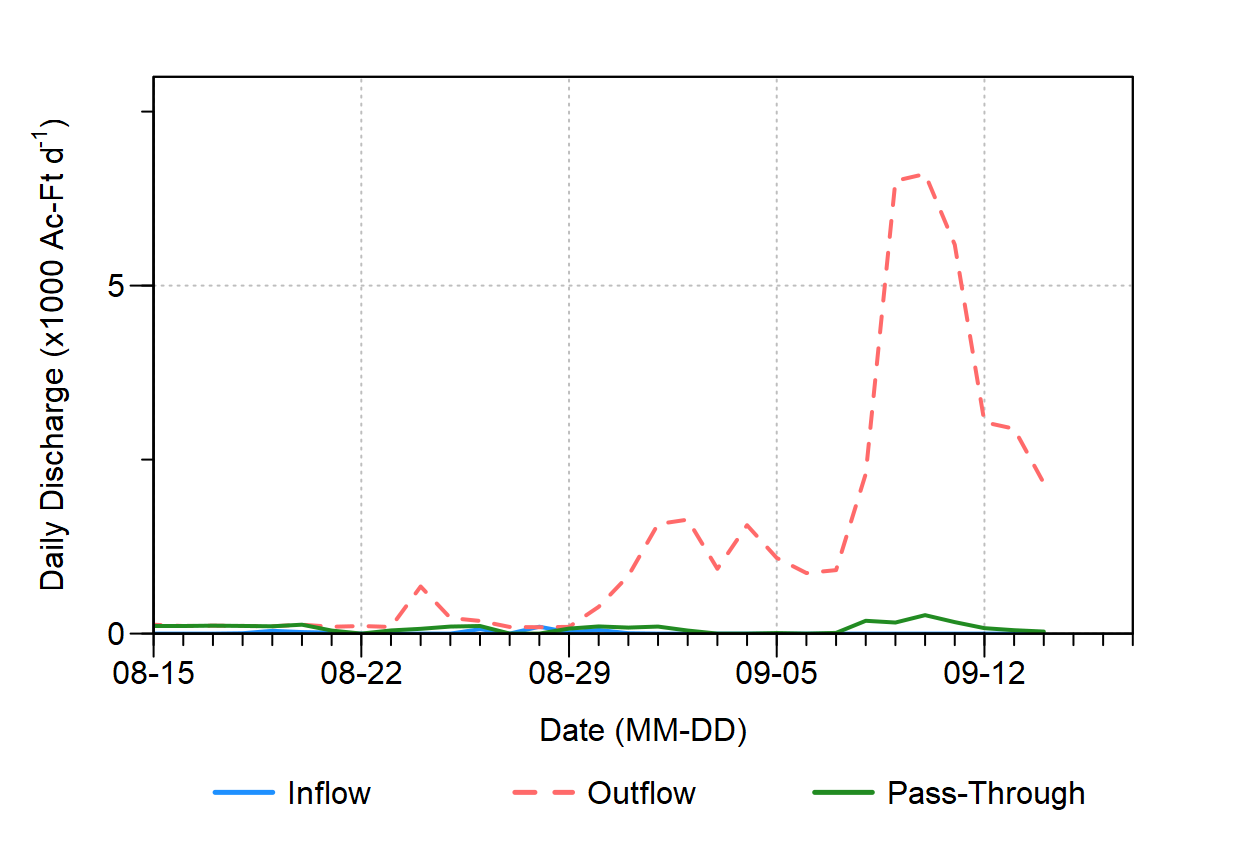 Daily Discharge (x1000 Ac-Ft d-1)
5
0
08-15 08-22 08-29 09-05 09-12
Date (MM-DD)
Inflow Outflow Pass-Through